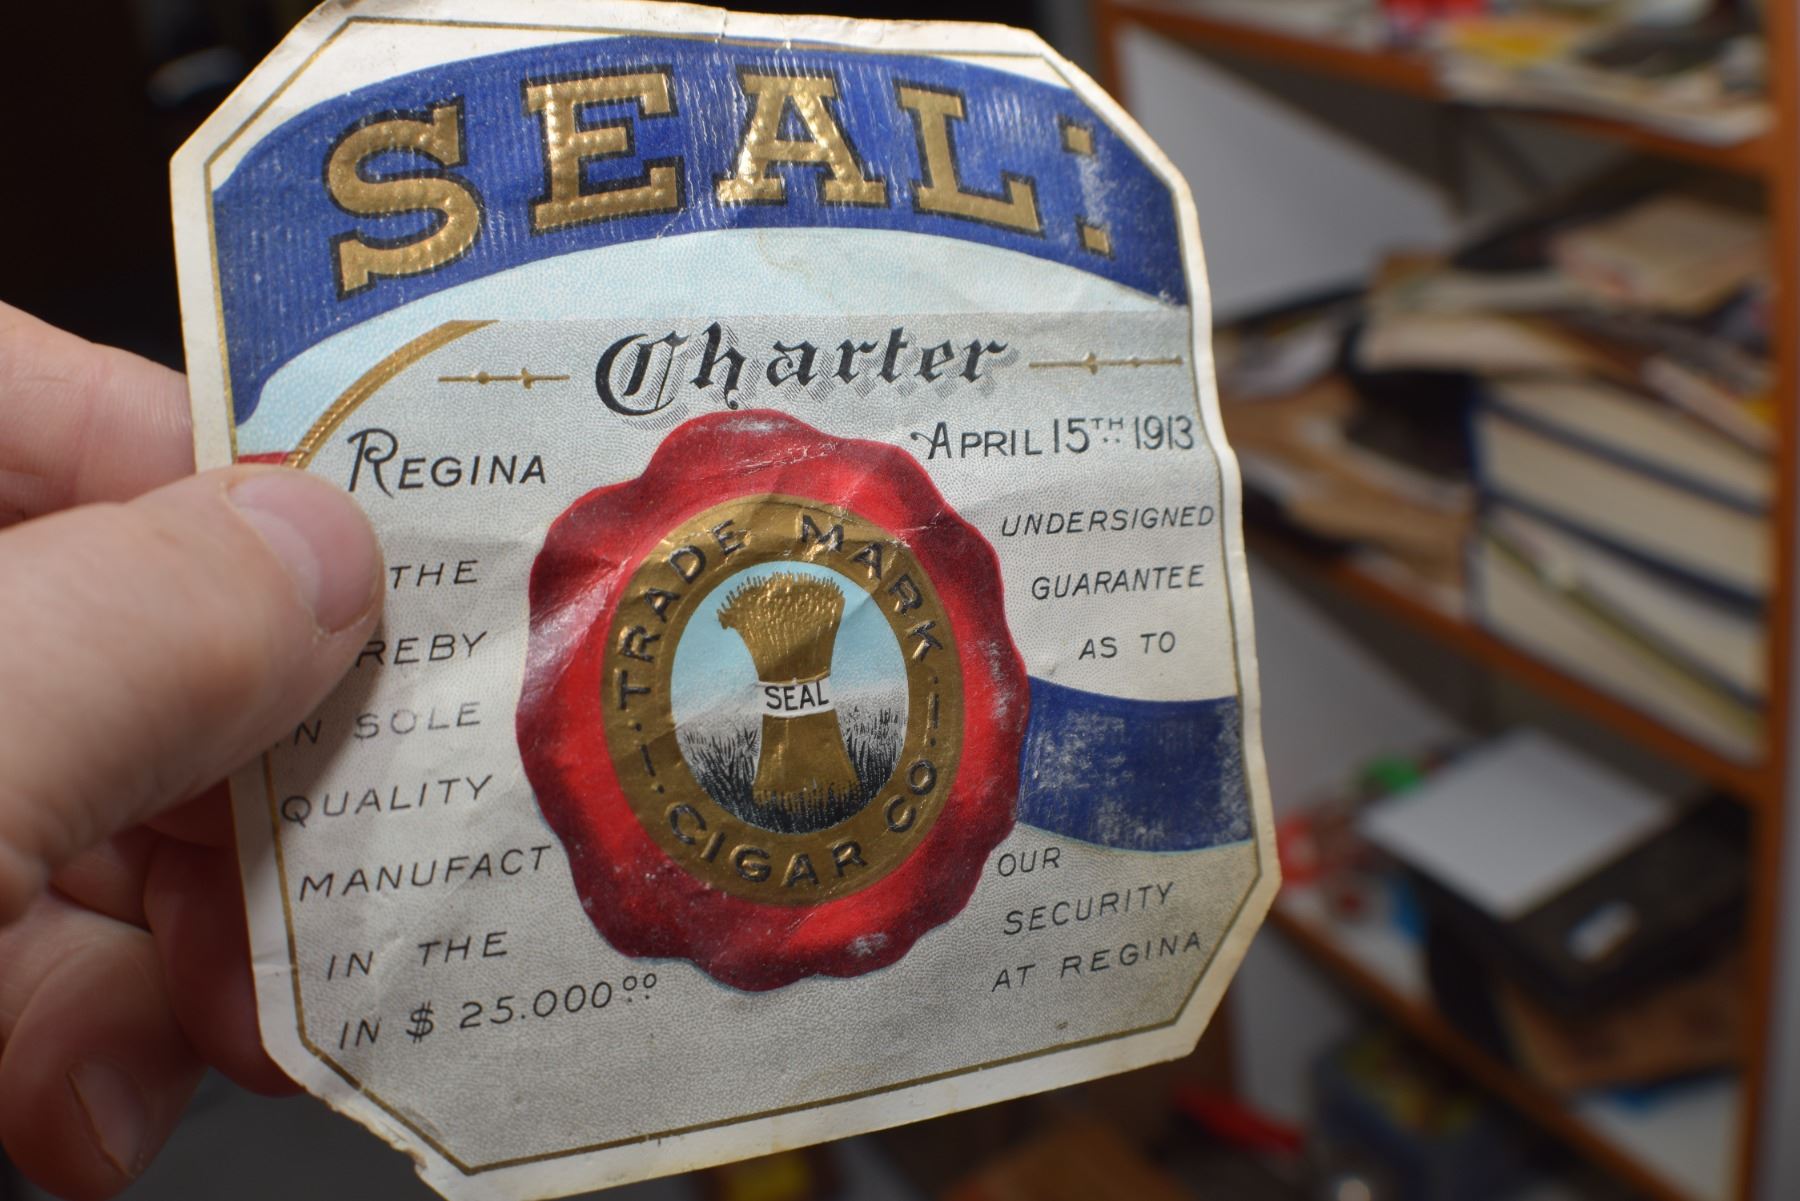 SEAL:
Charter
REGINA APRIL 15TH 1913
THE UNDERSIGNED
REBY GUARANTEE
N SOLE AS TO
QUALITY
MANUFACT OUR
IN THE SECURITY
IN $ 25.000°° AT REGINA
TRADE MARK
CIGAR CO.
SEAL